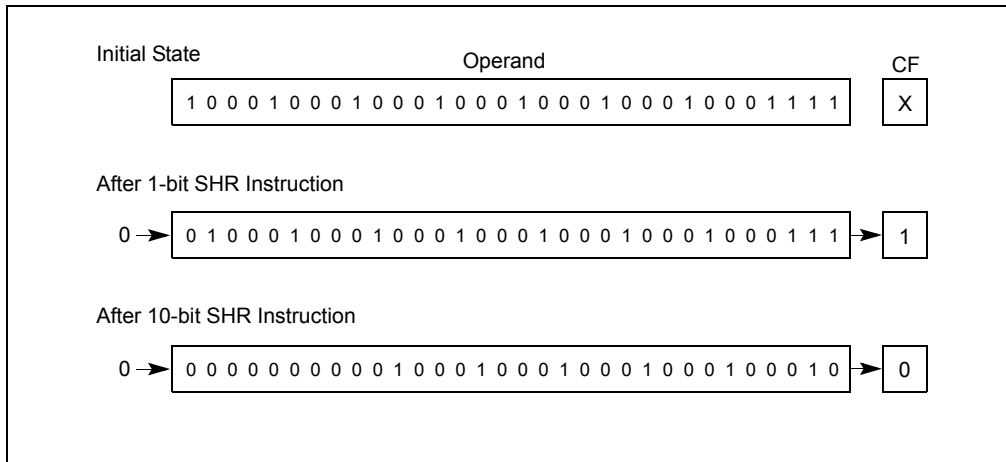 Initial State
Operand
CF
1 0 0 0 1 0 0 0 1 0 0 0 1 0 0 0 1 0 0 0 1 0 0 0 1 0 0 0 1 1 1 1 X
After 1-bit SHR Instruction
0 0 1 0 0 0 1 0 0 0 1 0 0 0 1 0 0 0 1 0 0 0 1 0 0 0 1 0 0 0 1 1 1 1
After 10-bit SHR Instruction
0 0 0 0 0 0 0 0 0 0 0 1 0 0 0 1 0 0 0 1 0 0 0 1 0 0 0 1 0 0 0 1 0 0